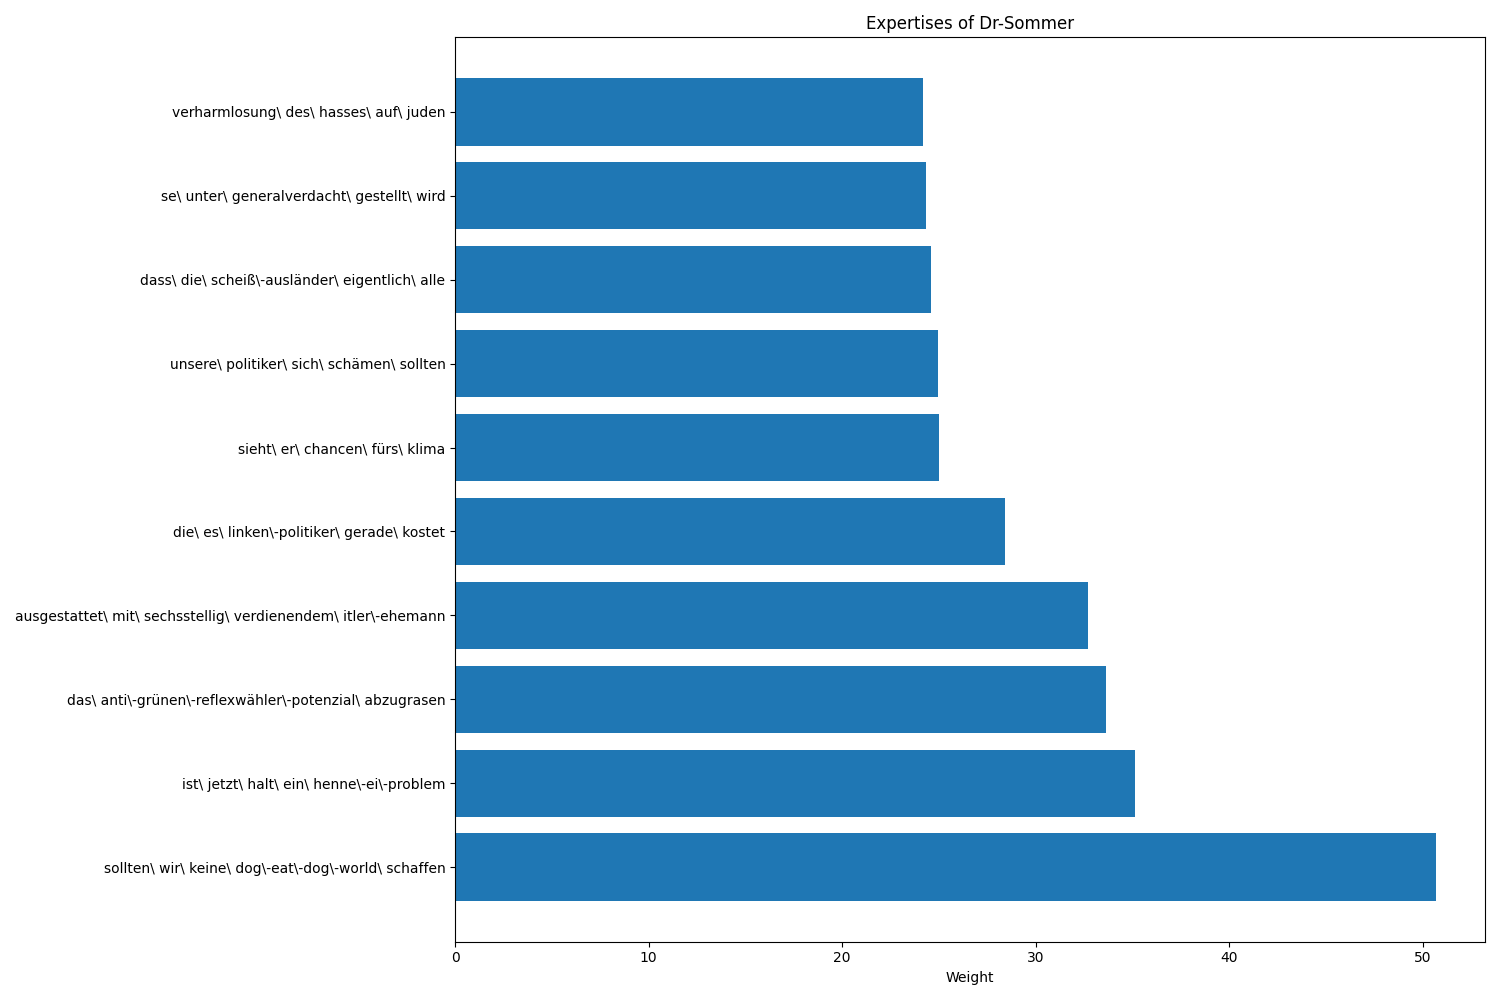 Expertises of Dr-Sommer
verharmlosung\ des\ hasses\ auf\ juden
se\ unter\ generalverdacht\ gestellt\ wird
dass\ die\ scheiß\-ausländer\ eigentlich\ alle
unsere\ politiker\ sich\ schämen\ sollten
sieht\ er\ chancen\ fürs\ klima
die\ es\ linken\-politiker\ gerade\ kostet
ausgestattet\ mit\ sechsstellig\ verdienendem\ itler\-ehemann
das\ anti\-grünen\-reflexwähler\-potenzial\ abzugrasen
ist\ jetzt\ halt\ ein\ henne\-ei\-problem
sollten\ wir\ keine\ dog\-eat\-dog\-world\ schaffen
0 10 20 30 40 50
Weight